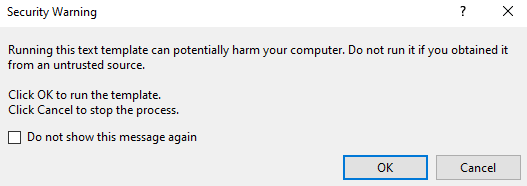 Security Warning
Running this text template can potentially harm your computer. Do not run it if you obtained it
from an untrusted source.
Click OK to run the template.
Click Cancel to stop the process.
Do not show this message again
OK Cancel